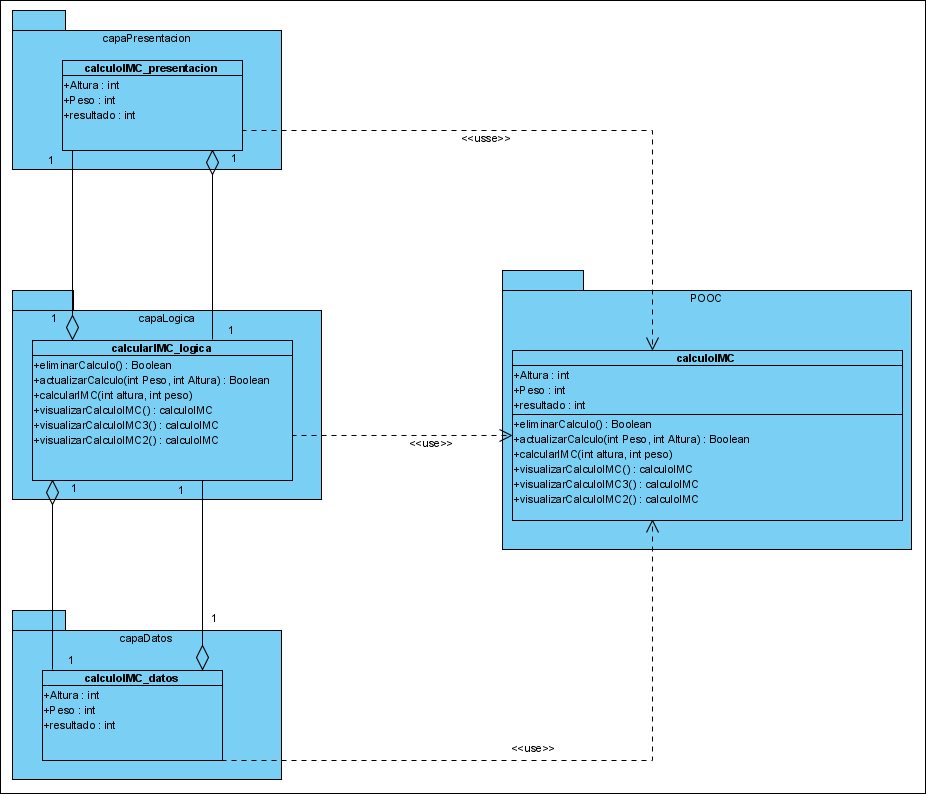 capaPresentacion
calculoIMC_presentacion
+Altura : int
+Peso : int
+resultado : int
1
1
<<usse>>
1
1
capaLogica
calcularIMC_logica
+eliminarCalculo() : Boolean
+actualizarCalculo(int Peso, int Altura) : Boolean
+calcularIMC(int altura, int peso)
+visualizarCalculoIMC() : calculoIMC
+visualizarCalculoIMC3() : calculoIMC
+visualizarCalculoIMC2() : calculoIMC
1
1
<<use>>
POOC
calculoIMC
+Altura : int
+Peso : int
+resultado : int
+eliminarCalculo() : Boolean
+actualizarCalculo(int Peso, int Altura) : Boolean
+calcularIMC(int altura, int peso)
+visualizarCalculoIMC() : calculoIMC
+visualizarCalculoIMC3() : calculoIMC
+visualizarCalculoIMC2() : calculoIMC
1
capaDatos
1
calculoIMC_datos
+Altura : int
+Peso : int
+resultado : int
<<use>>